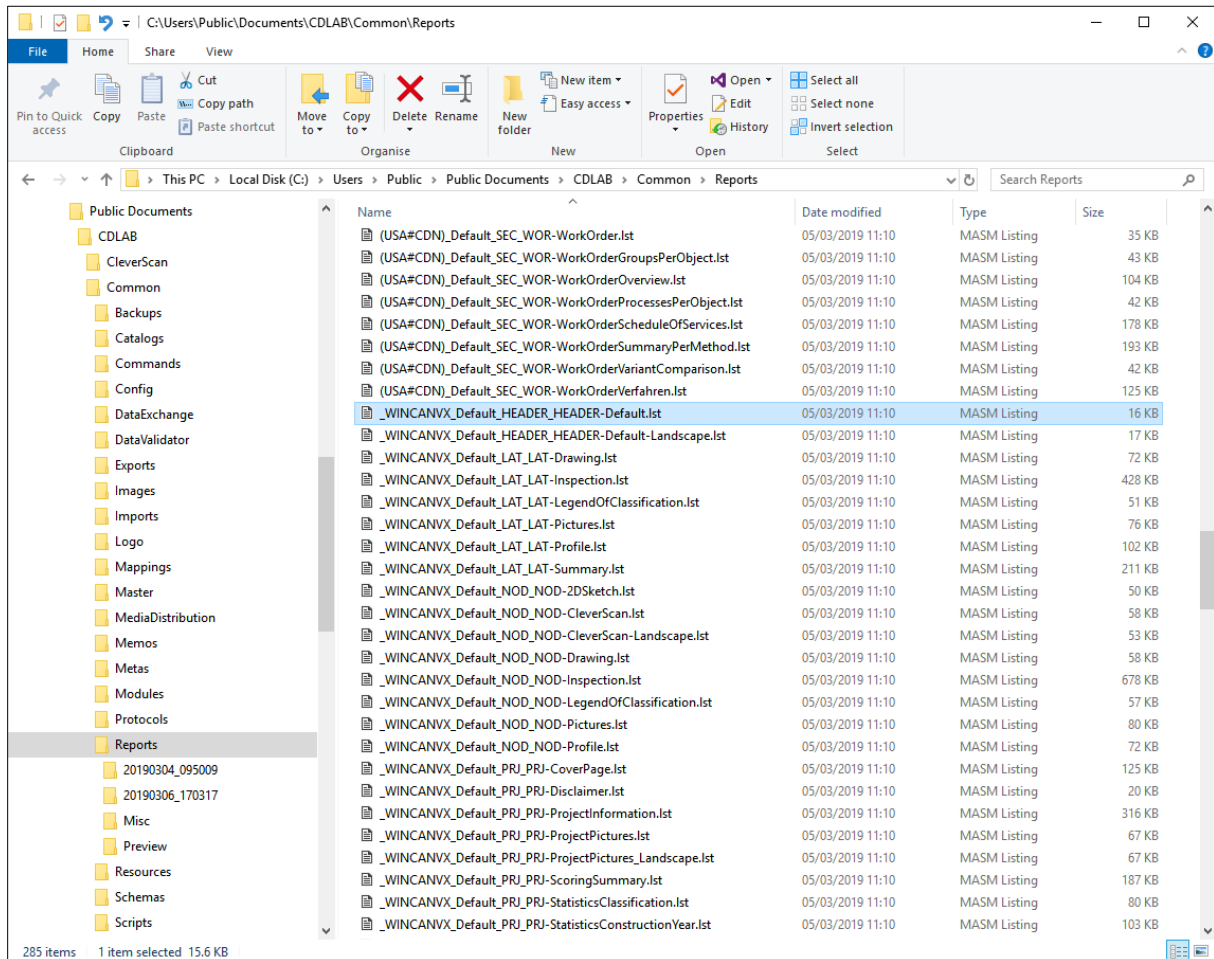 C:\Users\Public\Documents\CDLAB\Common\Reports
File Home Share View
Pin to Quick access
Copy
Paste
Cut
Copy path
Paste shortcut
Clipboard
Move to
Copy to
Delete
Rename
Organise
New folder
New item
Easy access
New
Properties
Open
Edit
History
Open
Select all
Select none
Invert selection
Select
This PC > Local Disk (C:) > Users > Public > Public Documents > CDLAB > Common > Reports
Search Reports
Public Documents
CDLAB
CleverScan
Common
Backups
Catalogs
Commands
Config
DataExchange
DataValidator
Exports
Images
Imports
Logo
Mappings
Master
MediaDistribution
Memos
Metas
Modules
Protocols
Reports
20190304_095009
20190306_170317
Misc
Preview
Resources
Schemas
Scripts
Name Date modified Type Size
(USA#CDN)_Default_SEC_WOR-WorkOrder.lst 05/03/2019 11:10 MASM Listing 35 KB
(USA#CDN)_Default_SEC_WOR-WorkOrderGroupsPerObject.lst 05/03/2019 11:10 MASM Listing 43 KB
(USA#CDN)_Default_SEC_WOR-WorkOrderOverview.lst 05/03/2019 11:10 MASM Listing 104 KB
(USA#CDN)_Default_SEC_WOR-WorkOrderProcessesPerObject.lst 05/03/2019 11:10 MASM Listing 42 KB
(USA#CDN)_Default_SEC_WOR-WorkOrderScheduleOfServices.lst 05/03/2019 11:10 MASM Listing 178 KB
(USA#CDN)_Default_SEC_WOR-WorkOrderSummaryPerMethod.lst 05/03/2019 11:10 MASM Listing 193 KB
(USA#CDN)_Default_SEC_WOR-WorkOrderVariantComparison.lst 05/03/2019 11:10 MASM Listing 42 KB
(USA#CDN)_Default_SEC_WOR-WorkOrderVerfahren.lst 05/03/2019 11:10 MASM Listing 125 KB
_WINCANVX_Default_HEADER_HEADER-Default.lst 05/03/2019 11:10 MASM Listing 16 KB
_WINCANVX_Default_HEADER_HEADER-Default-Landscape.lst 05/03/2019 11:10 MASM Listing 17 KB
_WINCANVX_Default_LAT_LAT-Drawing.lst 05/03/2019 11:10 MASM Listing 72 KB
_WINCANVX_Default_LAT_LAT-Inspection.lst 05/03/2019 11:10 MASM Listing 428 KB
_WINCANVX_Default_LAT_LAT-LegendOfClassification.lst 05/03/2019 11:10 MASM Listing 51 KB
_WINCANVX_Default_LAT_LAT-Pictures.lst 05/03/2019 11:10 MASM Listing 76 KB
_WINCANVX_Default_LAT_LAT-Profile.lst 05/03/2019 11:10 MASM Listing 102 KB
_WINCANVX_Default_LAT_LAT-Summary.lst 05/03/2019 11:10 MASM Listing 211 KB
_WINCANVX_Default_NOD_NOD-2DSketch.lst 05/03/2019 11:10 MASM Listing 50 KB
_WINCANVX_Default_NOD_NOD-CleverScan.lst 05/03/2019 11:10 MASM Listing 58 KB
_WINCANVX_Default_NOD_NOD-CleverScan-Landscape.lst 05/03/2019 11:10 MASM Listing 53 KB
_WINCANVX_Default_NOD_NOD-Drawing.lst 05/03/2019 11:10 MASM Listing 58 KB
_WINCANVX_Default_NOD_NOD-Inspection.lst 05/03/2019 11:10 MASM Listing 678 KB
_WINCANVX_Default_NOD_NOD-LegendOfClassification.lst 05/03/2019 11:10 MASM Listing 57 KB
_WINCANVX_Default_NOD_NOD-Pictures.lst 05/03/2019 11:10 MASM Listing 80 KB
_WINCANVX_Default_NOD_NOD-Profile.lst 05/03/2019 11:10 MASM Listing 72 KB
_WINCANVX_Default_PRJ_PRJ-CoverPage.lst 05/03/2019 11:10 MASM Listing 125 KB
_WINCANVX_Default_PRJ_PRJ-Disclaimer.lst 05/03/2019 11:10 MASM Listing 20 KB
_WINCANVX_Default_PRJ_PRJ-ProjectInformation.lst 05/03/2019 11:10 MASM Listing 316 KB
_WINCANVX_Default_PRJ_PRJ-ProjectPictures.lst 05/03/2019 11:10 MASM Listing 67 KB
_WINCANVX_Default_PRJ_PRJ-ProjectPictures_Landscape.lst 05/03/2019 11:10 MASM Listing 67 KB
_WINCANVX_Default_PRJ_PRJ-ScoringSummary.lst 05/03/2019 11:10 MASM Listing 187 KB
_WINCANVX_Default_PRJ_PRJ-StatisticsClassification.lst 05/03/2019 11:10 MASM Listing 80 KB
_WINCANVX_Default_PRJ_PRJ-StatisticsConstructionYear.lst 05/03/2019 11:10 MASM Listing 103 KB
285 items 1 item selected 15.6 KB